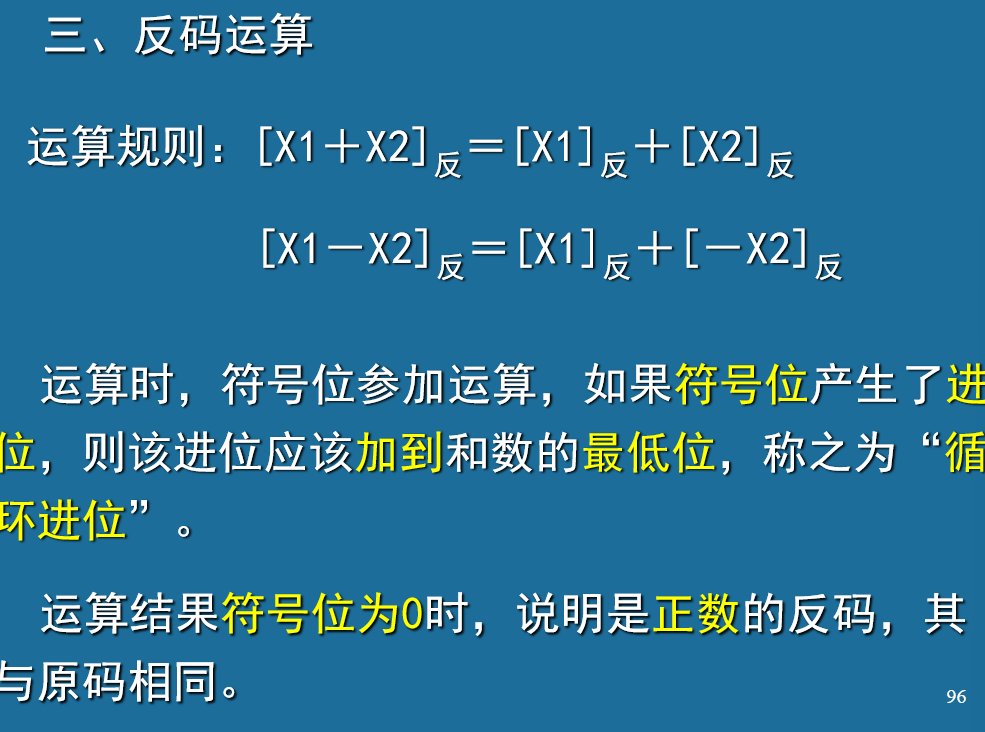 三、反码运算
运算规则：[X1＋X2]反＝[X1]反＋[X2]反
[X1－X2]反＝[X1]反＋[－X2]反
运算时，符号位参加运算，如果符号位产生了进
位，则该进位应该加到和数的最低位，称之为“循
环进位”。
运算结果符号位为0时，说明是正数的反码，其
与原码相同。
96